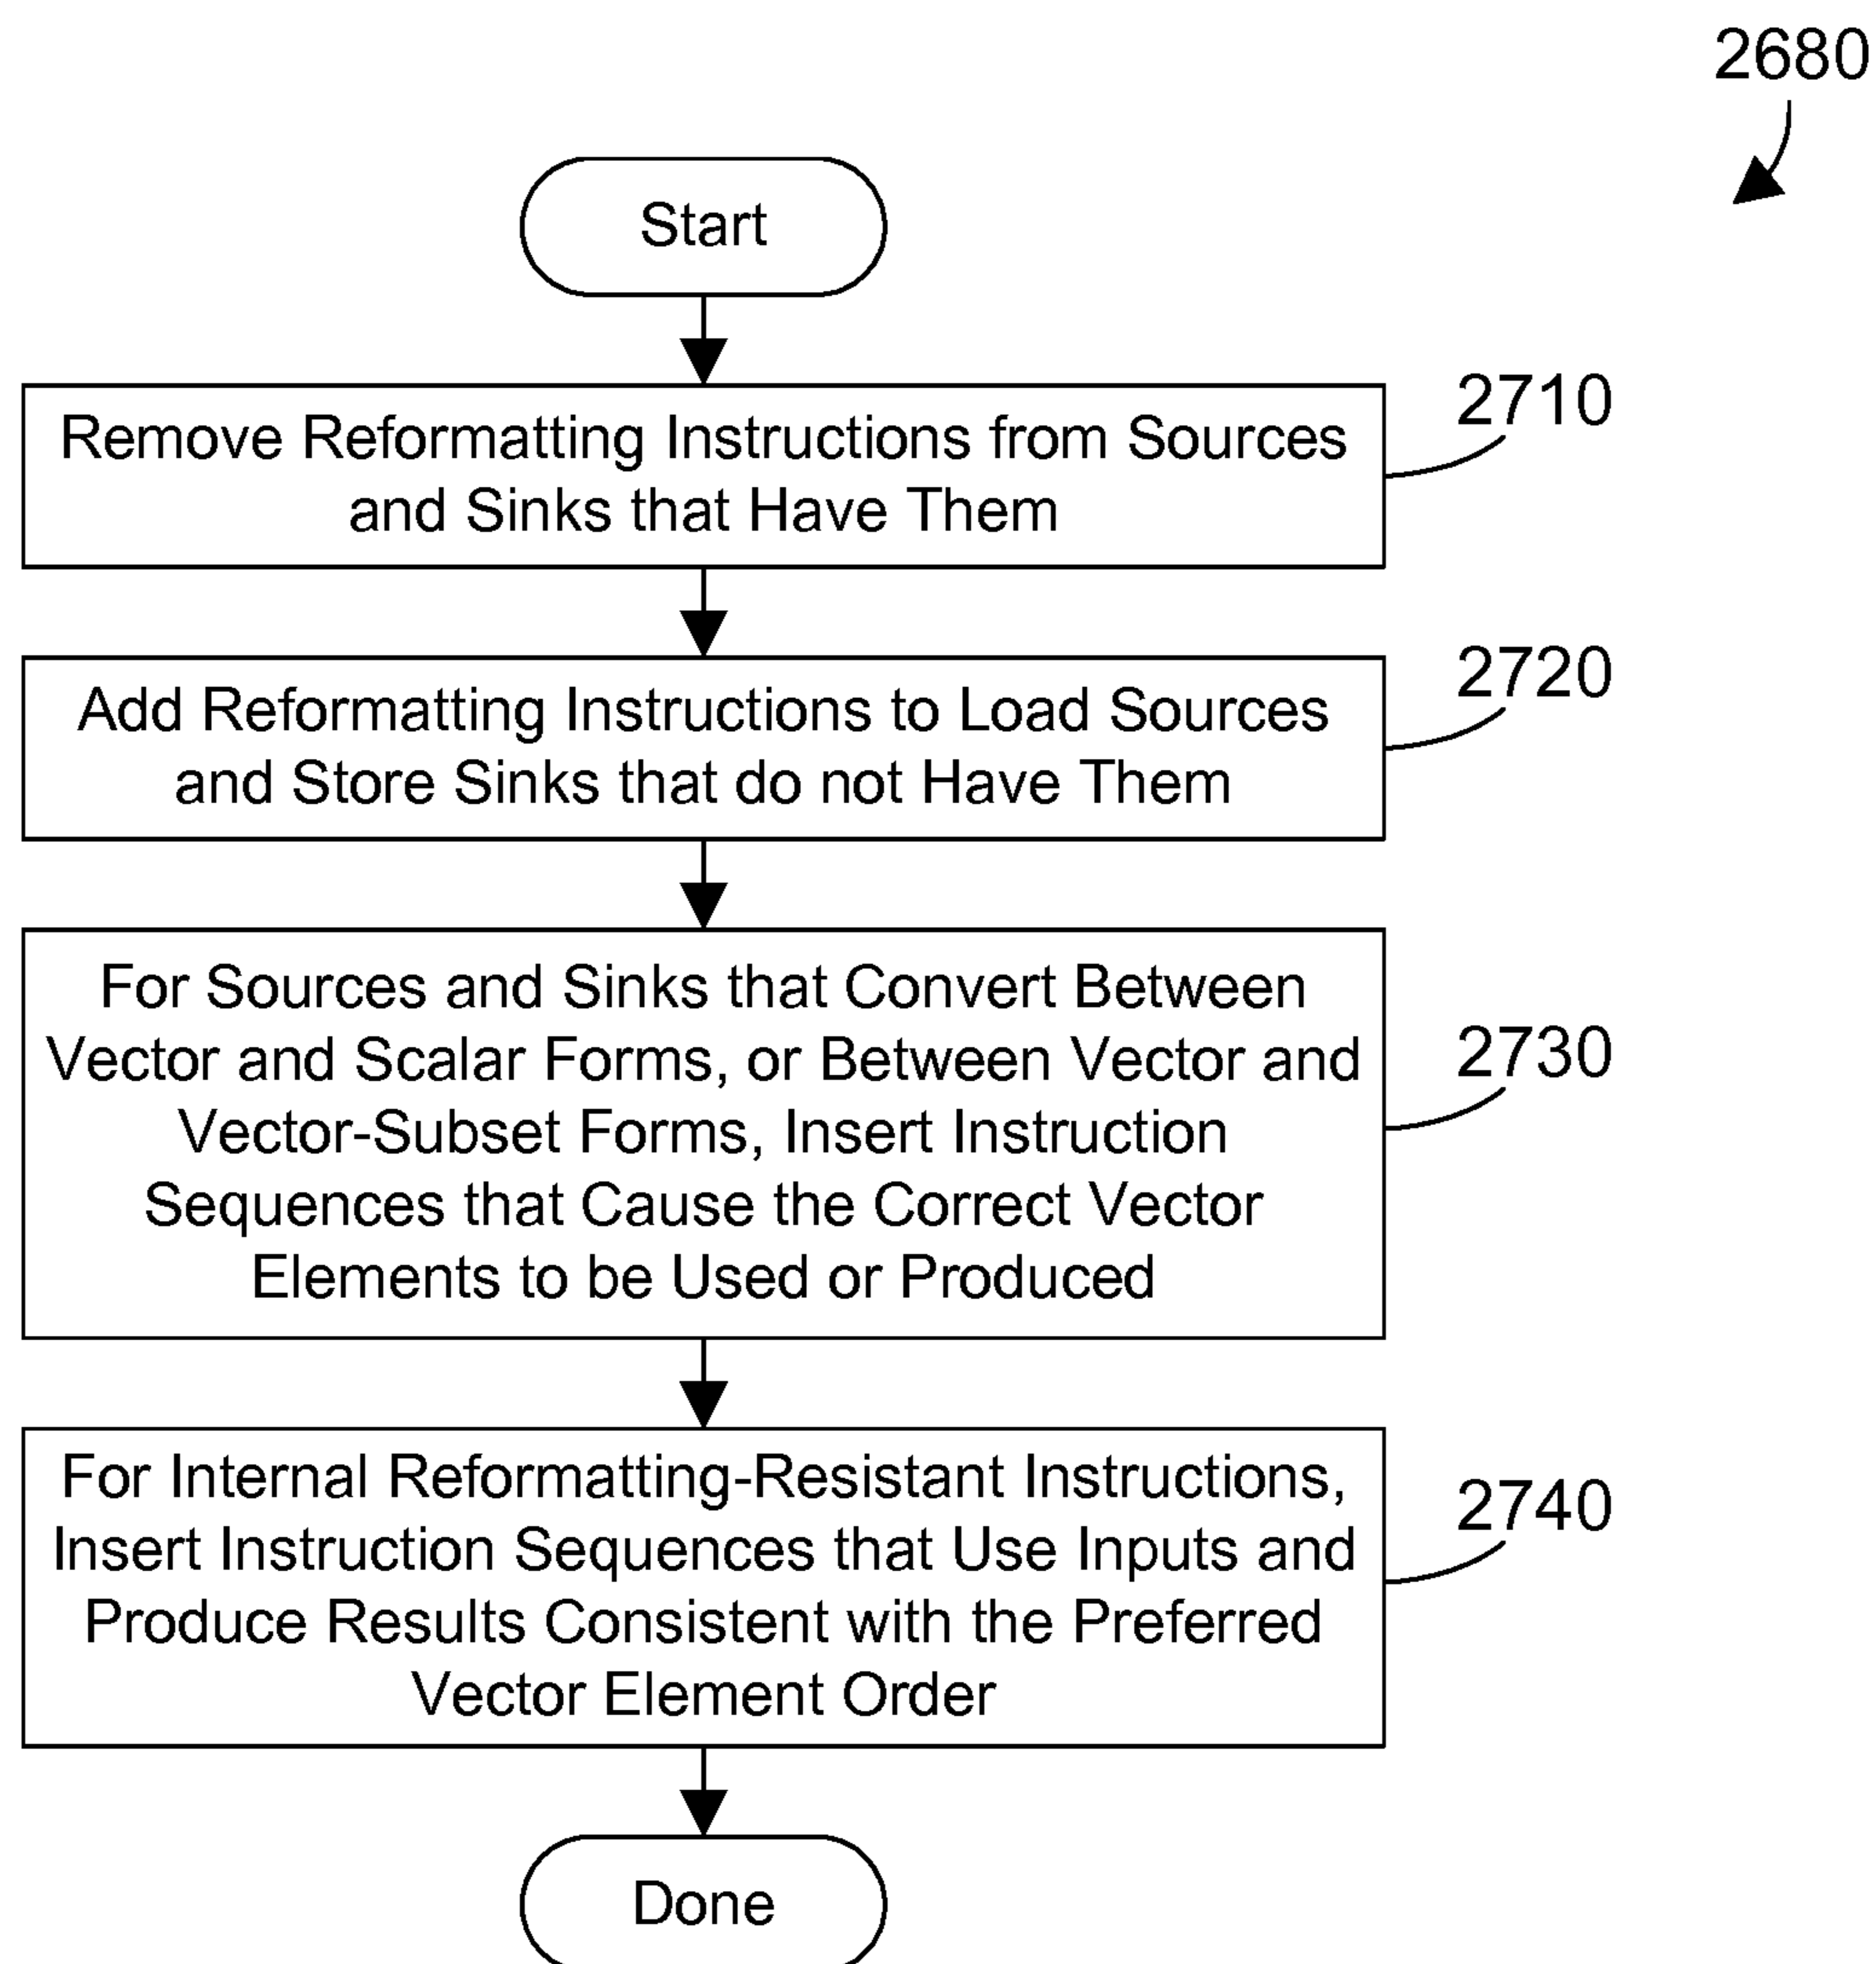 2680
Start
Remove Reformatting Instructions from Sources
and Sinks that Have Them
2710
Add Reformatting Instructions to Load Sources
and Store Sinks that do not Have Them
2720
For Sources and Sinks that Convert Between
Vector and Scalar Forms, or Between Vector and
Vector-Subset Forms, Insert Instruction
Sequences that Cause the Correct Vector
Elements to be Used or Produced
2730
For Internal Reformatting-Resistant Instructions,
Insert Instruction Sequences that Use Inputs and
Produce Results Consistent with the Preferred
Vector Element Order
2740
Done